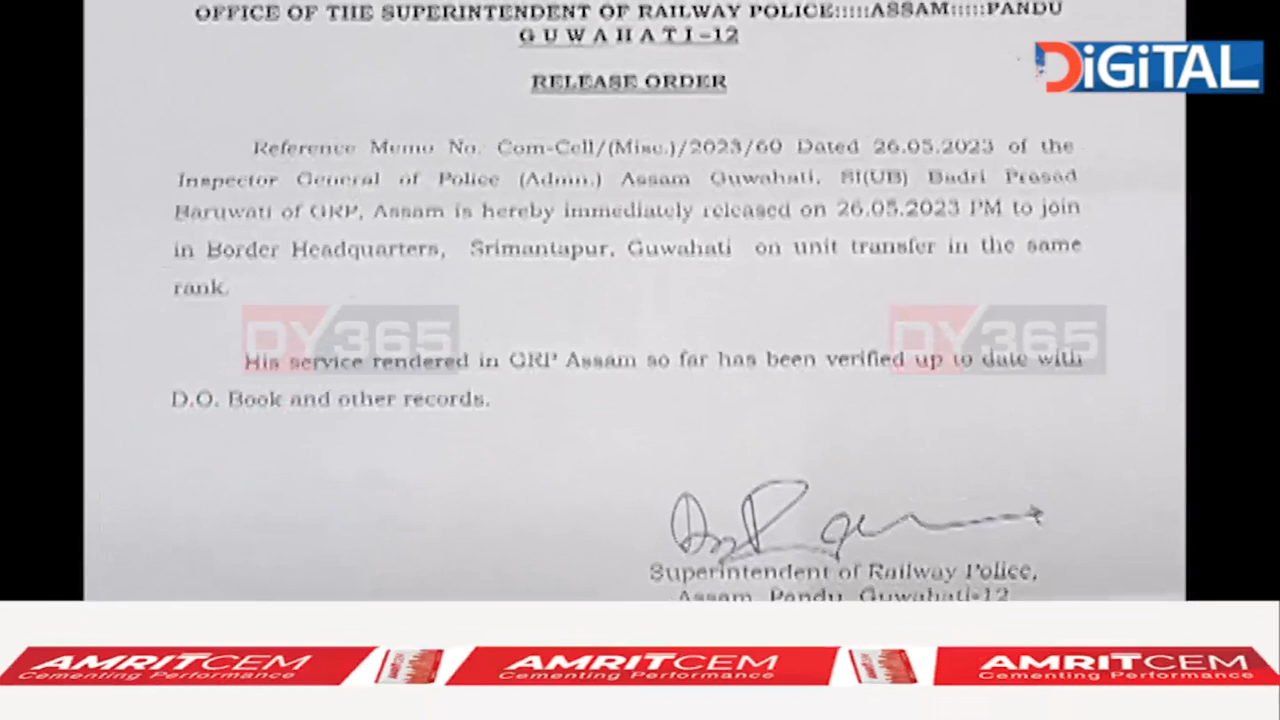 OFFICE OF THE SUPERINTENDENT OF RAILWAY POLICE:::::ASSAM:::::PANDU
GUWAHATI-12
DiGiTAL
RELEASE ORDER
Reference Memo No. Com-Cell/(Misc.)/2023/60 Dated 26.05.2023 of the
Inspector General of Police (Admn.) Assam Guwahati, SI(UB) Badri Prasad
Baruwati of GRP, Assam is hereby immediately released on 26.05.2023 PM to join
in Border Headquarters, Srimantapur, Guwahati on unit transfer in the same
rank.
DY365 DY365
His service rendered in GRP Assam so far has been verified up to date with
D.O. Book and other records.
Superintendent of Railway Police,
Assam, Pandu, Guwahati-12
AMRITCEM AMRITCEM AMRITCEM
Cementing Performance Cementing Performance Cementing Performance